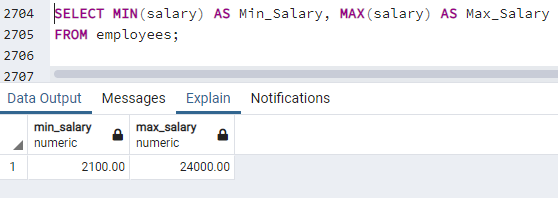 2704 SELECT MIN(salary) AS Min_Salary, MAX(salary) AS Max_Salary
2705 FROM employees;
2706
2707
Data Output Messages Explain Notifications
min_salary max_salary
numeric numeric
1 2100.00 24000.00